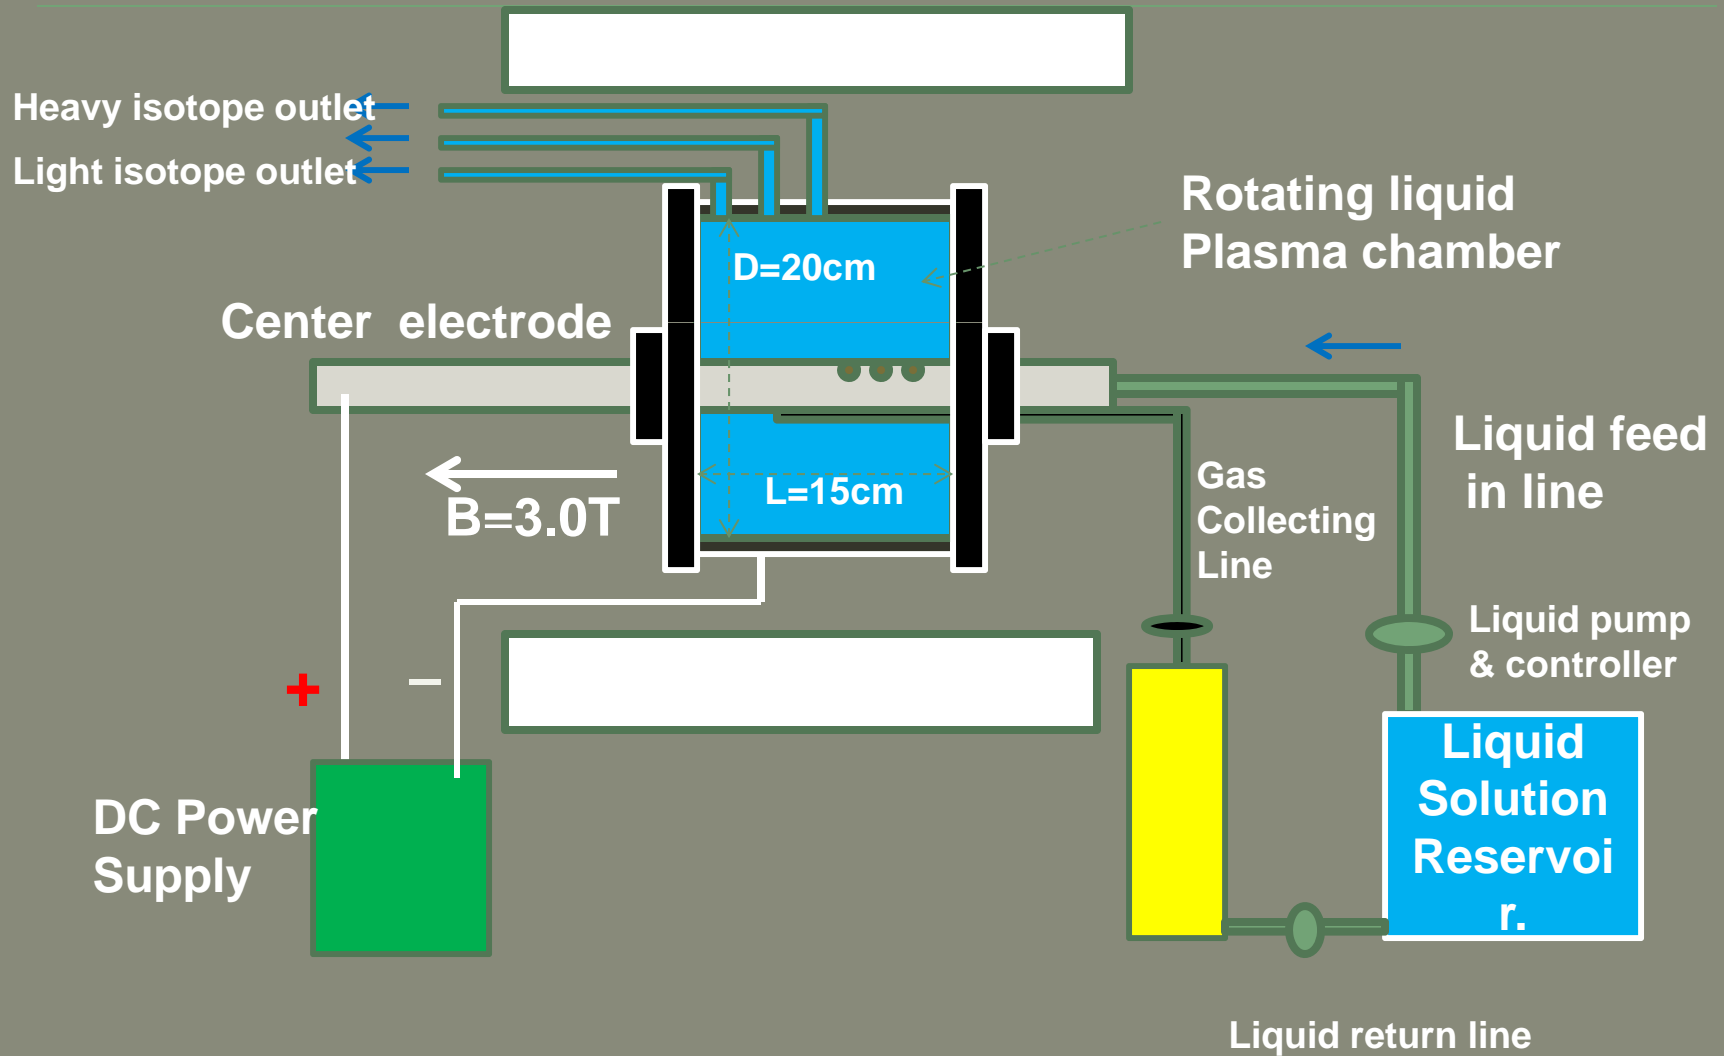 Heavy isotope outlet
Light isotope outlet
Rotating liquid
Plasma chamber
D=20cm
Center electrode
Liquid feed
in line
Gas
Collecting
Line
L=15cm
B=3.0T
Liquid pump
& controller
+ –
Liquid
Solution
Reservoi
r.
DC Power
Supply
Liquid return line